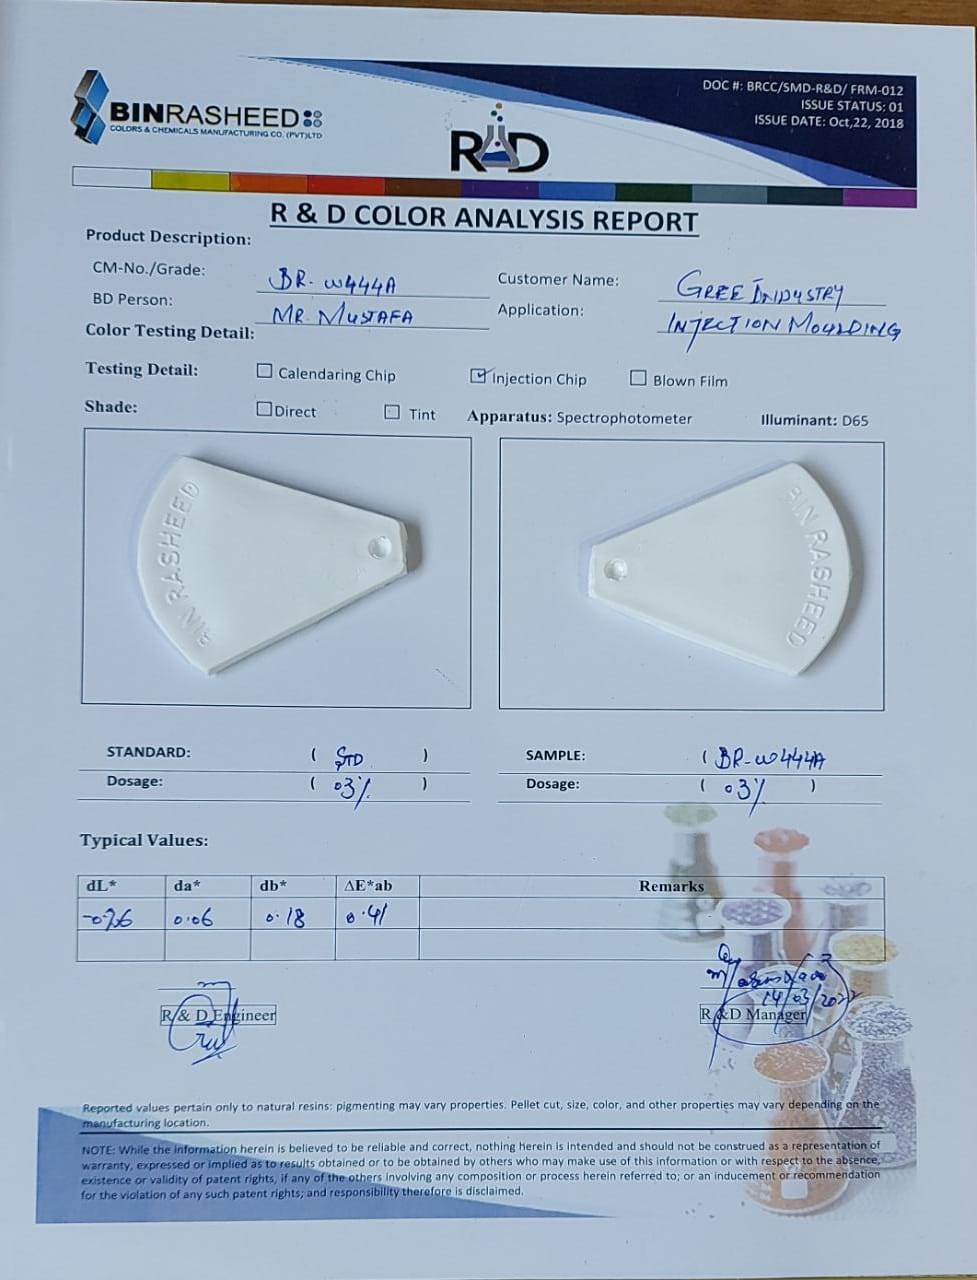 BINRASHEED
COLORS & CHEMICALS MANUFACTURING CO. (PVT)LTD
R&D
DOC #: BRCC/SMD-R&D/ FRM-012
ISSUE STATUS: 01
ISSUE DATE: Oct,22, 2018
R & D COLOR ANALYSIS REPORT
Product Description:
CM-No./Grade: BR-W444A Customer Name: GREE INDUSTRY
BD Person: MR. MUSTAFA Application: INJECTION MOULDING
Color Testing Detail:
Testing Detail: ☐ Calendaring Chip ☑ Injection Chip ☐ Blown Film
Shade: ☐ Direct ☐ Tint Apparatus: Spectrophotometer Illuminant: D65
BIN RASHEED
BIN RASHEED
STANDARD: ( STD ) SAMPLE: ( BR-W444A
Dosage: ( 03% ) Dosage: ( 03% )
Typical Values:
dL* da* db* ΔE*ab Remarks
0.06 0.18 0.41
14/03/2022
R & D Engineer R &D Manager
Reported values pertain only to natural resins: pigmenting may vary properties. Pellet cut, size, color, and other properties may vary depending on the
manufacturing location.
NOTE: While the information herein is believed to be reliable and correct, nothing herein is intended and should not be construed as a representation of
warranty, expressed or implied as to results obtained or to be obtained by others who may make use of this information or with respect to the absence,
existence or validity of patent rights, if any of the others involving any composition or process herein referred to; or an inducement or recommendation
for the violation of any such patent rights; and responsibility therefore is disclaimed.